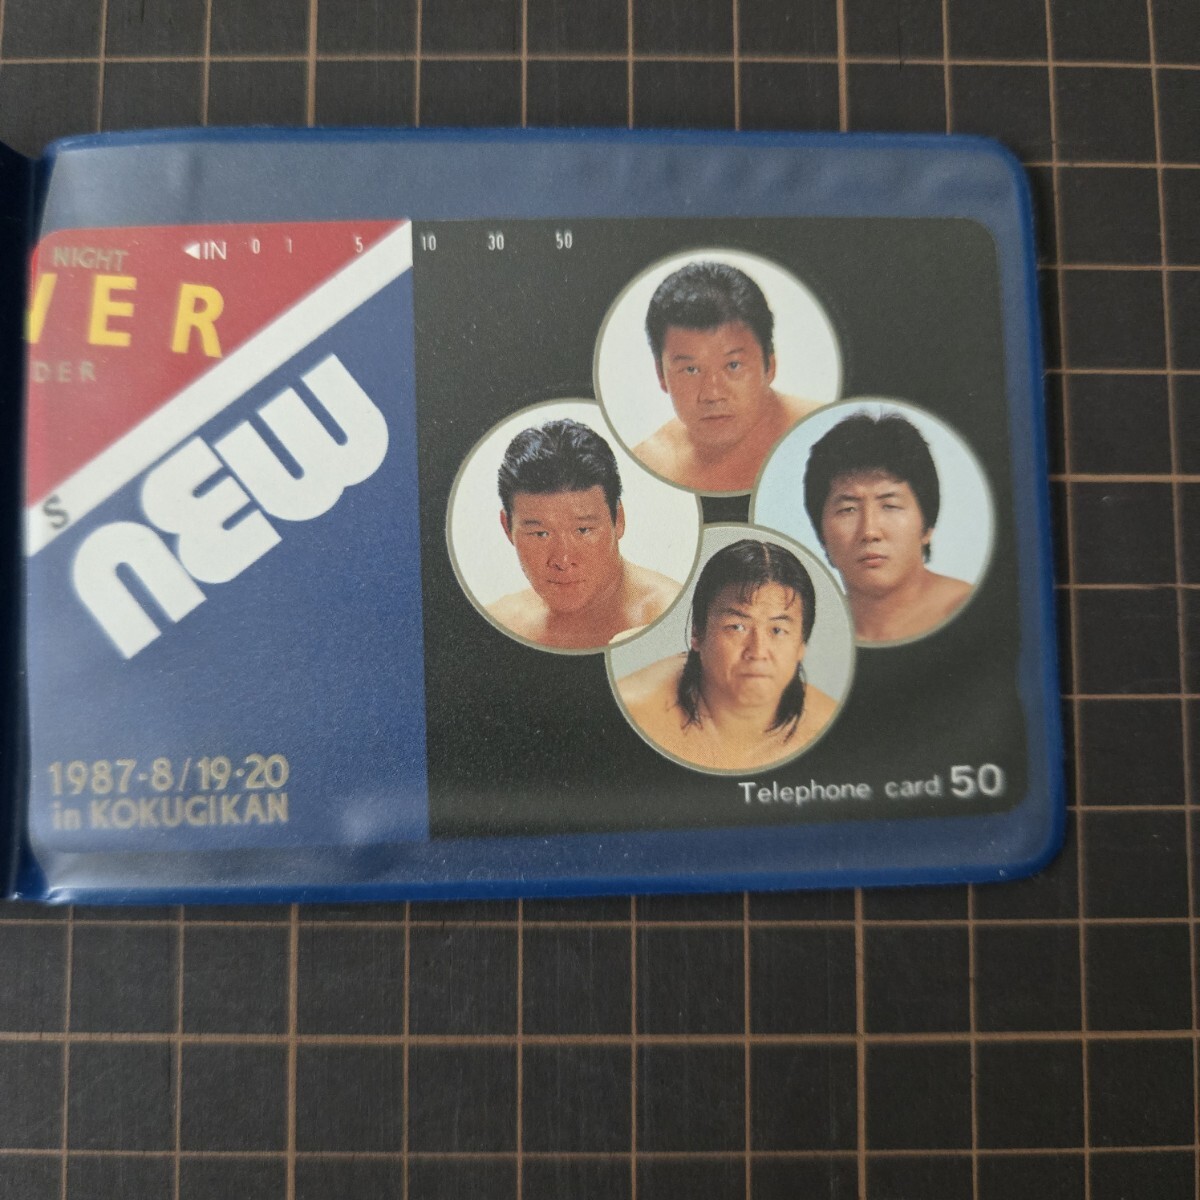 NIGHT
VER
DER
S
NEW
1987-8/19·20
in KOKUGIKAN
◀IN 0 1 5 10 30 50
Telephone card 50